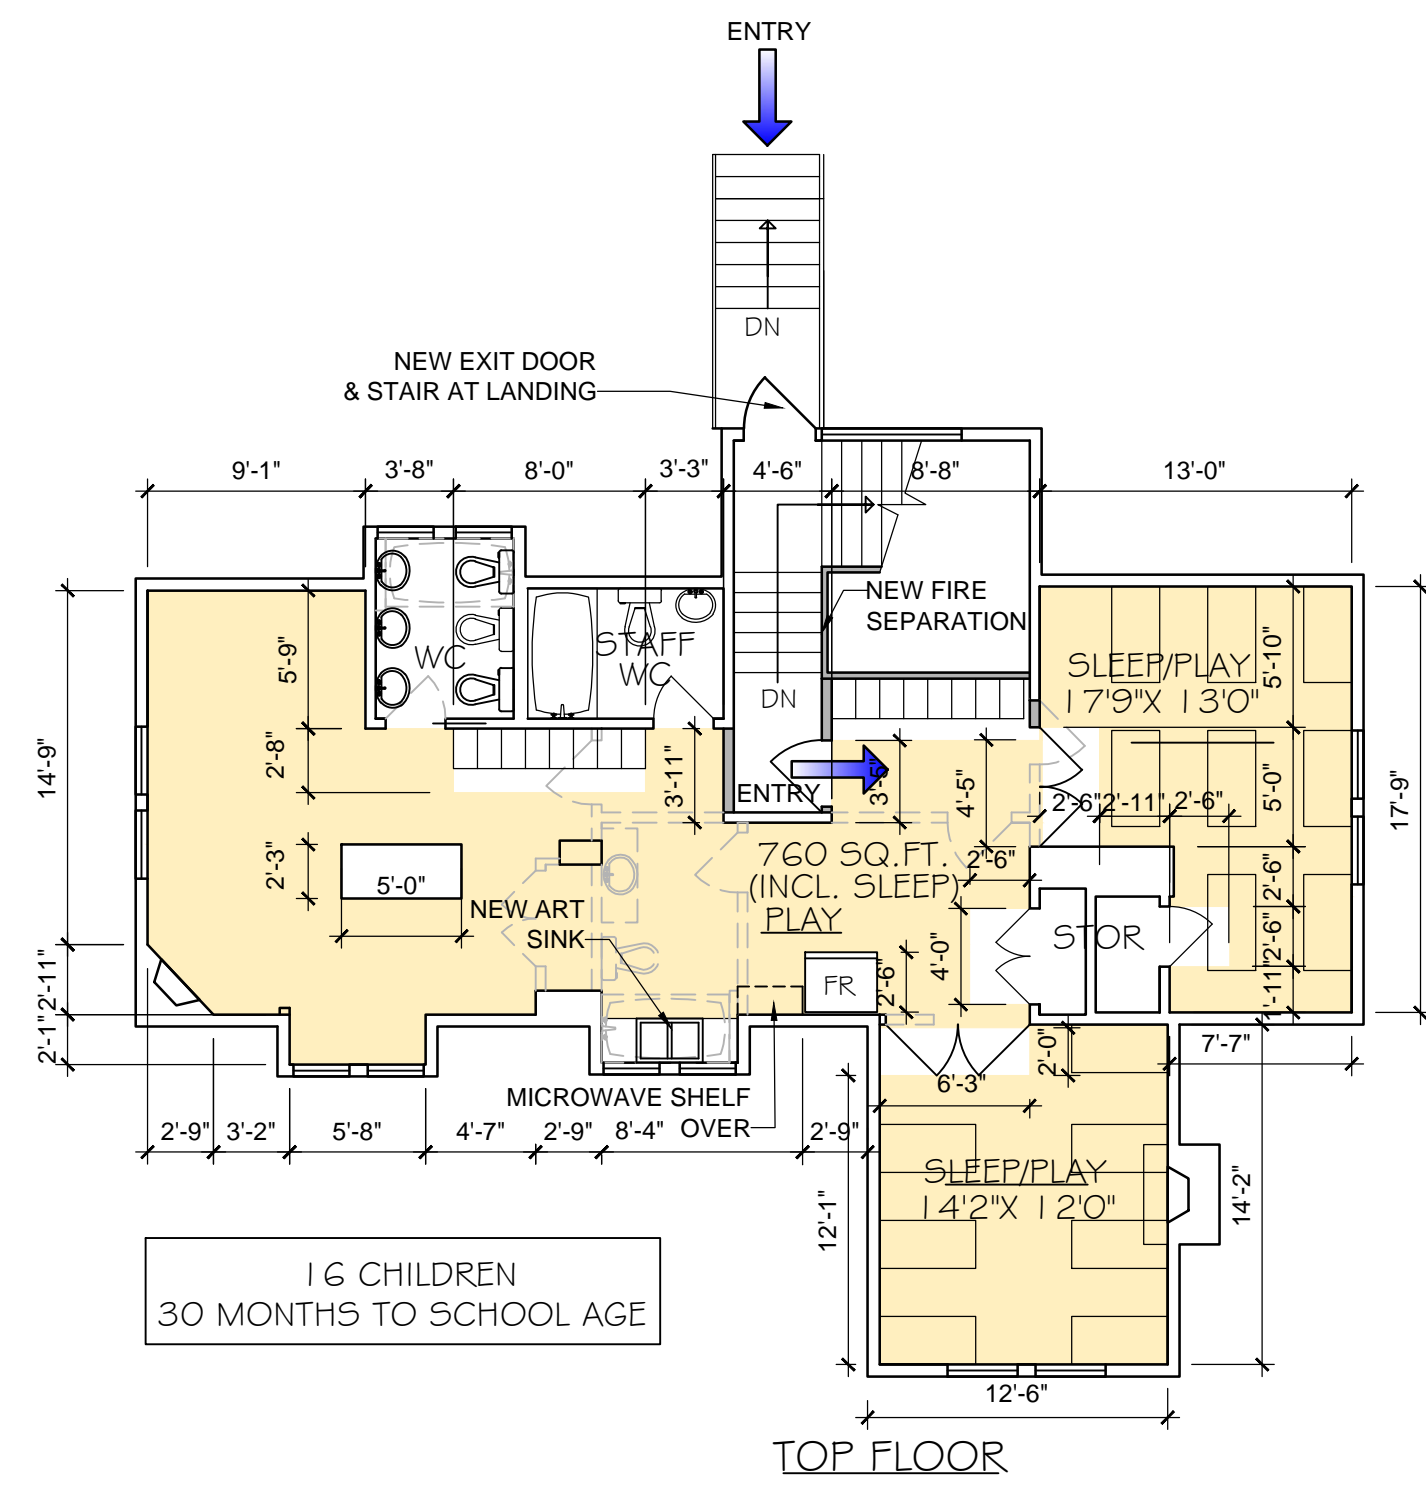 ENTRY
DN
NEW EXIT DOOR
& STAIR AT LANDING
9'-1"
3'-8"
8'-0"
3'-3"
4'-6"
8'-8"
13'-0"
NEW FIRE
SEPARATION
5'-9"
WC
STAFF
WC
DN
SLEEP/PLAY
17'9"X 13'0"
5'-10"
14'-9"
2'-8"
3'-11"
ENTRY
3'-5"
4'-5"
2'-6"
2'-11"
2'-6"
5'-0"
17'-9"
2'-3"
5'-0"
760 SQ.FT.
(INCL. SLEEP)
PLAY
2'-6"
2'-6"
NEW ART
SINK
STOR
4'-0"
2'-6"
2'-6"
FR
2'-11"
1'-11"
2'-1"
2'-0"
7'-7"
6'-3"
MICROWAVE SHELF
OVER
2'-9"
3'-2"
5'-8"
4'-7"
2'-9"
8'-4"
2'-9"
SLEEP/PLAY
14'2"X 12'0"
12'-1"
14'-2"
16 CHILDREN
30 MONTHS TO SCHOOL AGE
12'-6"
TOP FLOOR